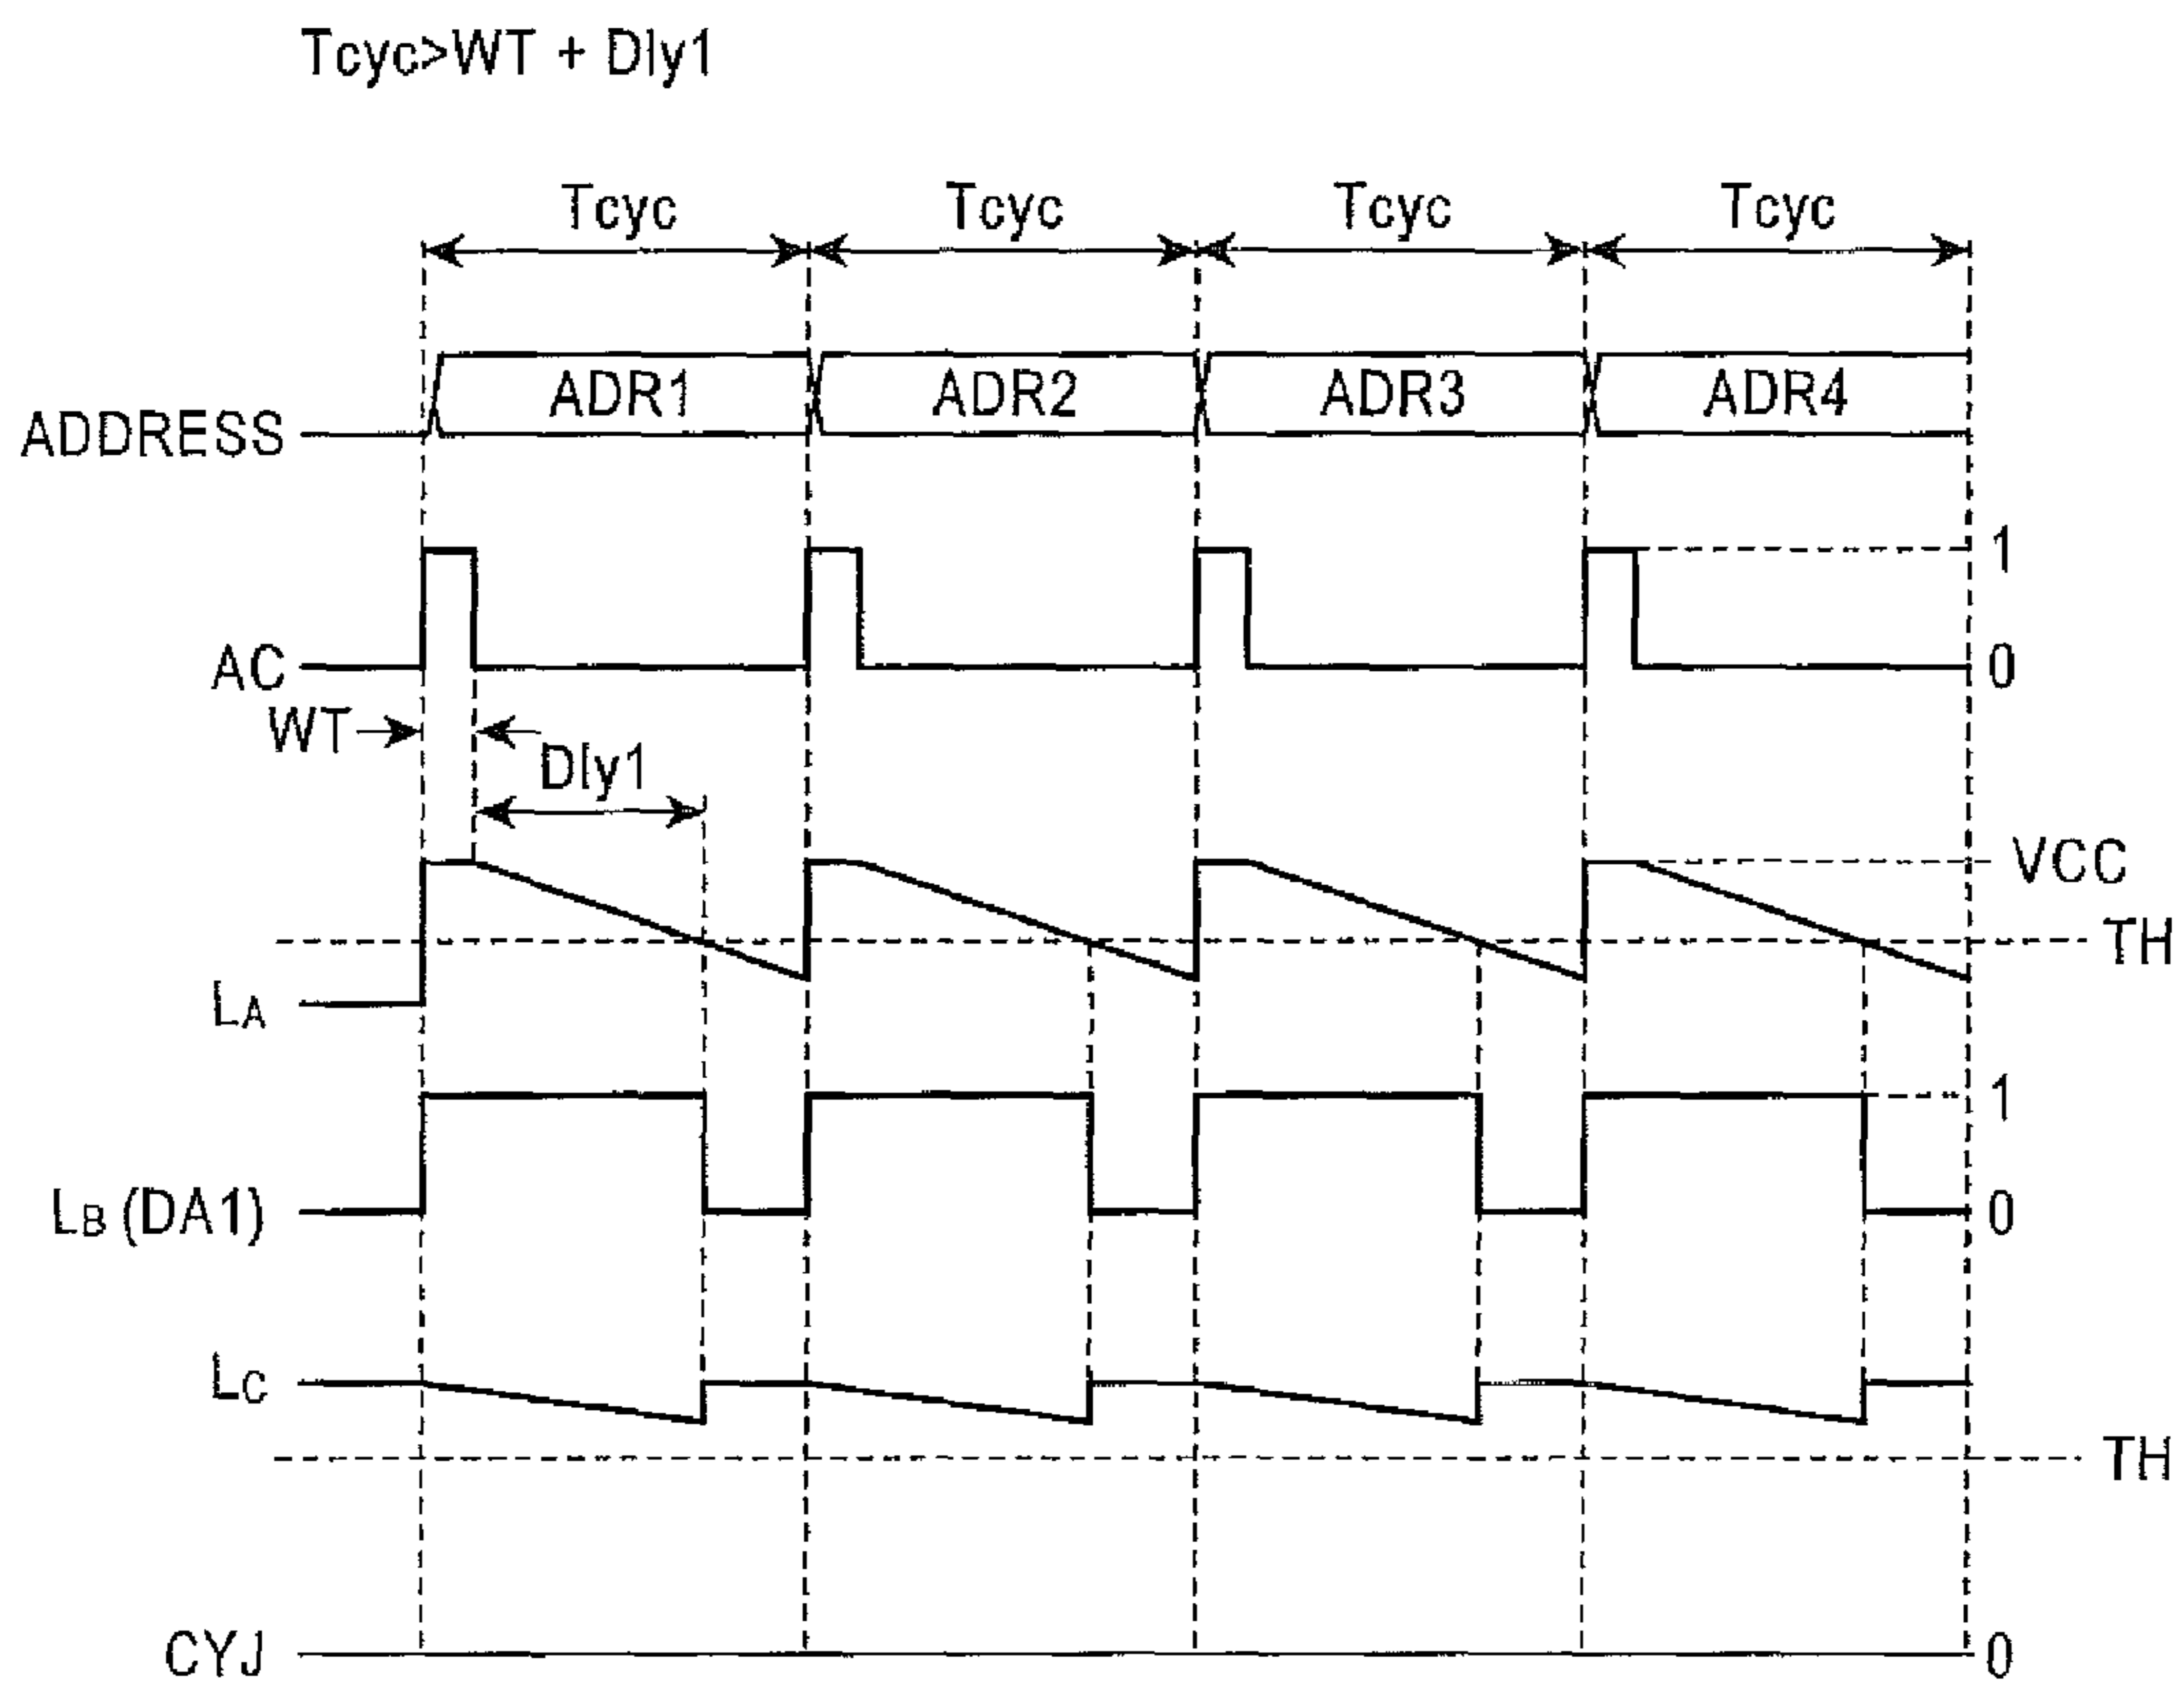 Tcyc>WT + Dly1
Tcyc Tcyc Tcyc Tcyc
ADDRESS ADR1 ADR2 ADR3 ADR4
1
AC 0
WT
Dly1
VCC
TH
LA
1
LB (DA1) 0
LC
TH
CYJ 0